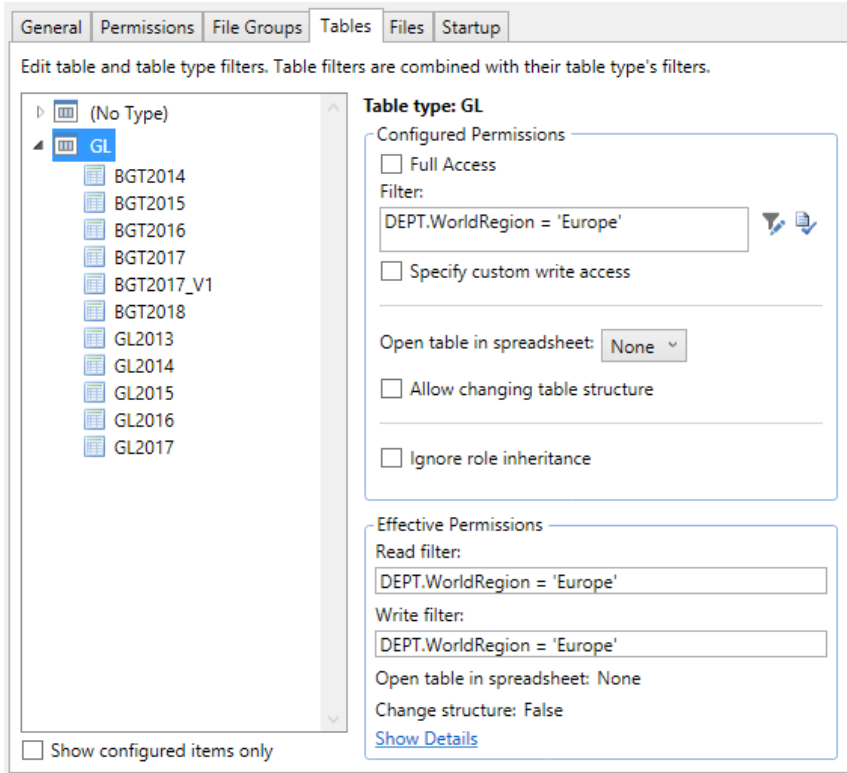 General Permissions File Groups Tables Files Startup
Edit table and table type filters. Table filters are combined with their table type's filters.
(No Type)
GL
BGT2014
BGT2015
BGT2016
BGT2017
BGT2017_V1
BGT2018
GL2013
GL2014
GL2015
GL2016
GL2017
Show configured items only
Table type: GL
Configured Permissions
Full Access
Filter:
DEPT.WorldRegion = 'Europe'
Specify custom write access
Open table in spreadsheet: None
Allow changing table structure
Ignore role inheritance
Effective Permissions
Read filter:
DEPT.WorldRegion = 'Europe'
Write filter:
DEPT.WorldRegion = 'Europe'
Open table in spreadsheet: None
Change structure: False
Show Details